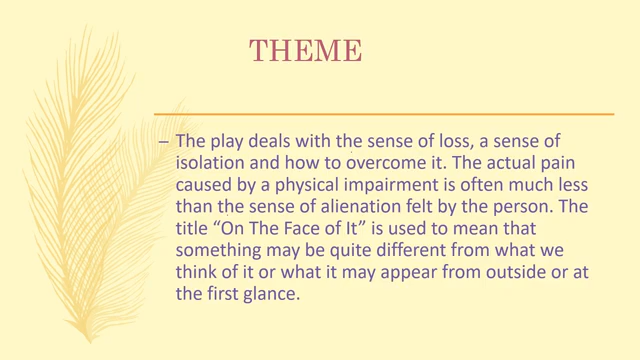 THEME
– The play deals with the sense of loss, a sense of
isolation and how to overcome it. The actual pain
caused by a physical impairment is often much less
than the sense of alienation felt by the person. The
title “On The Face of It” is used to mean that
something may be quite different from what we
think of it or what it may appear from outside or at
the first glance.